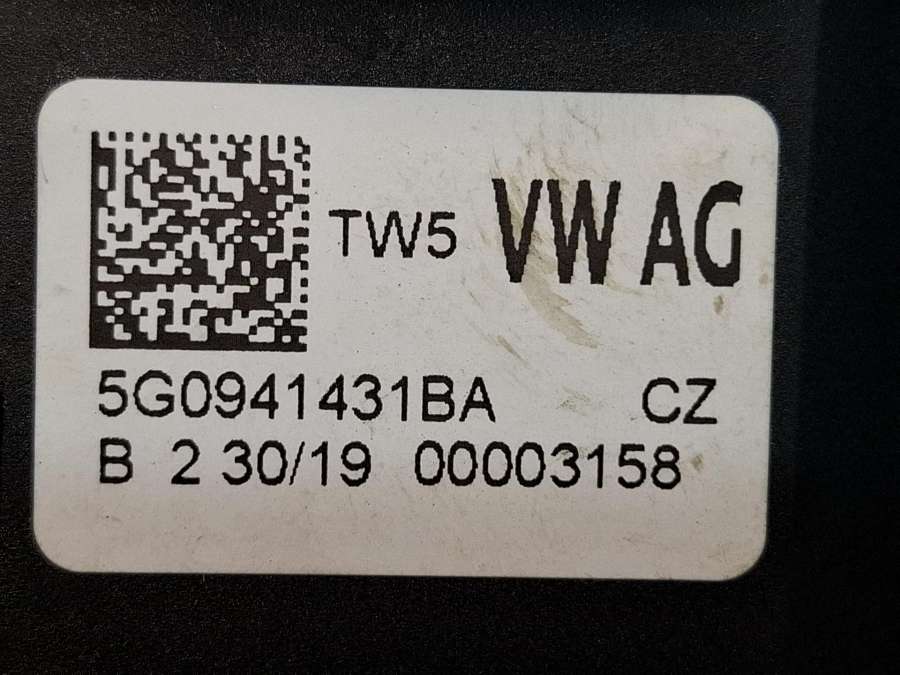 TW5 VW AG
5G0941431BA CZ
B 2 30/19 00003158